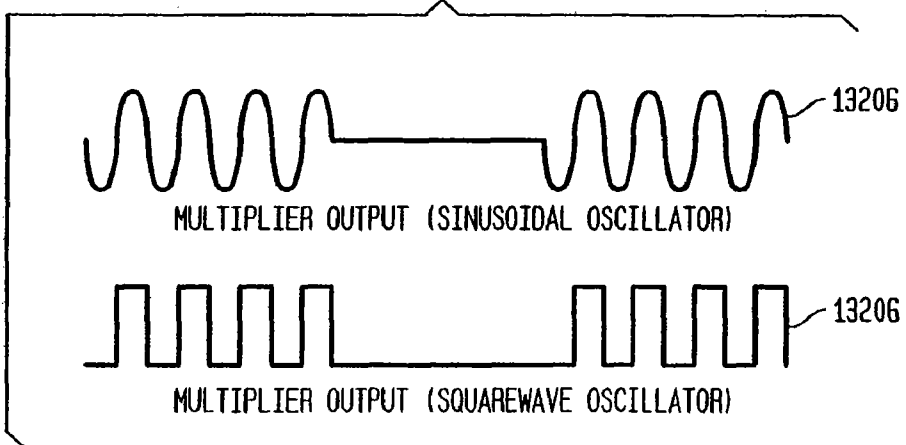 13206
MULTIPLIER OUTPUT (SINUSOIDAL OSCILLATOR)
13206
MULTIPLIER OUTPUT (SQUAREWAVE OSCILLATOR)